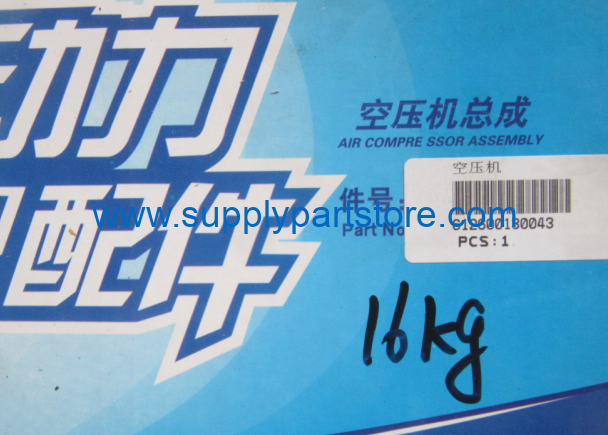 动力
配件
空压机总成
AIR COMPRE SSOR ASSEMBLY
空压机
件号:
www.supplypartstore.com
Part No
612600130043
PCS:1
16kg